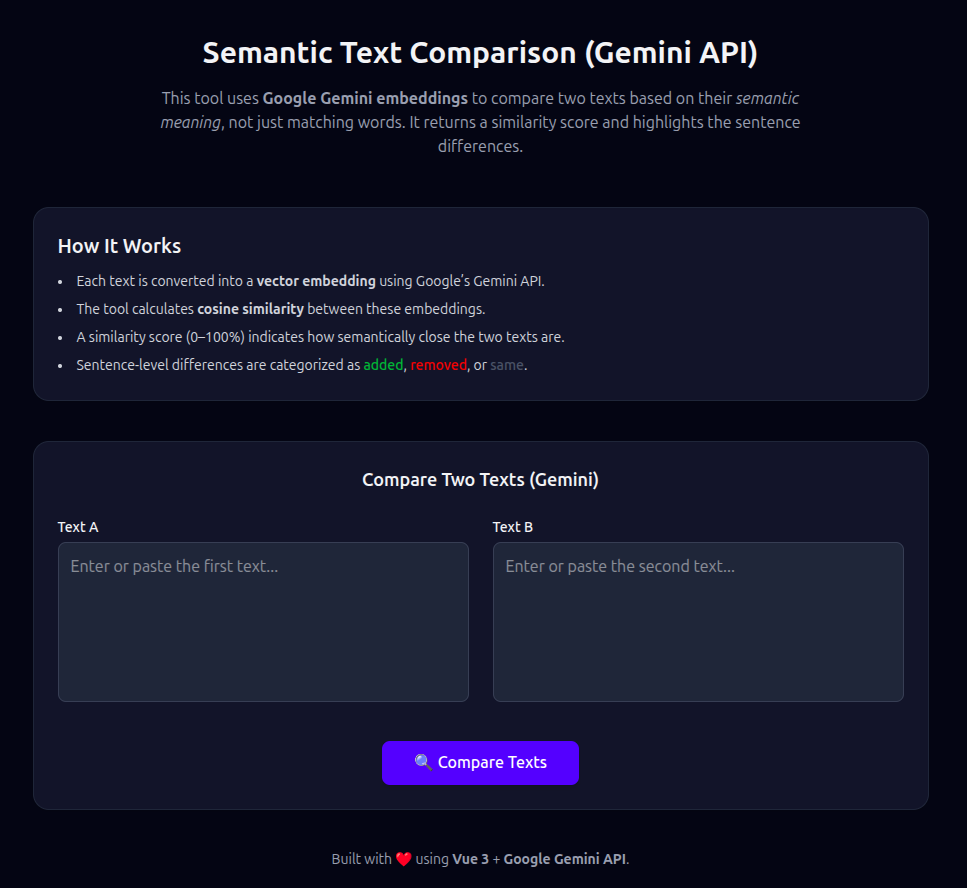 Semantic Text Comparison (Gemini API)
This tool uses Google Gemini embeddings to compare two texts based on their semantic
meaning, not just matching words. It returns a similarity score and highlights the sentence
differences.
How It Works
• Each text is converted into a vector embedding using Google's Gemini API.
• The tool calculates cosine similarity between these embeddings.
• A similarity score (0–100%) indicates how semantically close the two texts are.
• Sentence-level differences are categorized as added, removed, or same.
Compare Two Texts (Gemini)
Text A
Text B
Enter or paste the first text...
Enter or paste the second text...
🔍 Compare Texts
Built with ❤️ using Vue 3 + Google Gemini API.